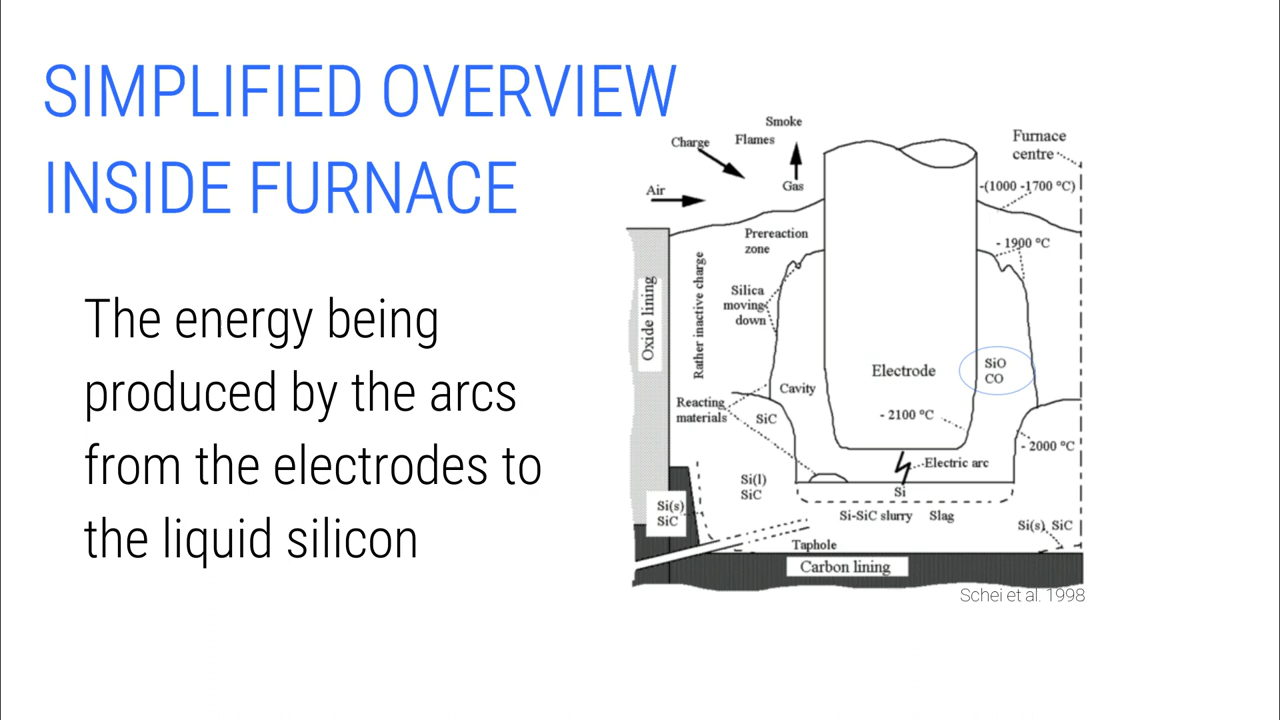 SIMPLIFIED OVERVIEW
INSIDE FURNACE
The energy being
produced by the arcs
from the electrodes to
the liquid silicon
Smoke
Charge
Flames
Gas
Air
Furnace
centre
-(1000 -1700 °C)
- 1900 °C
Prereaction
zone
Oxide lining
Rather inactive charge
Silica
moving
down
Electrode
SiO
CO
Cavity
Reacting
materials
SiC
- 2100 °C
- 2000 °C
Electric arc
Si(l)
SiC
Si
Si(s)
SiC
Si-SiC slurry
Slag
Si(s), SiC
Taphole
Carbon lining
Schei et al. 1998